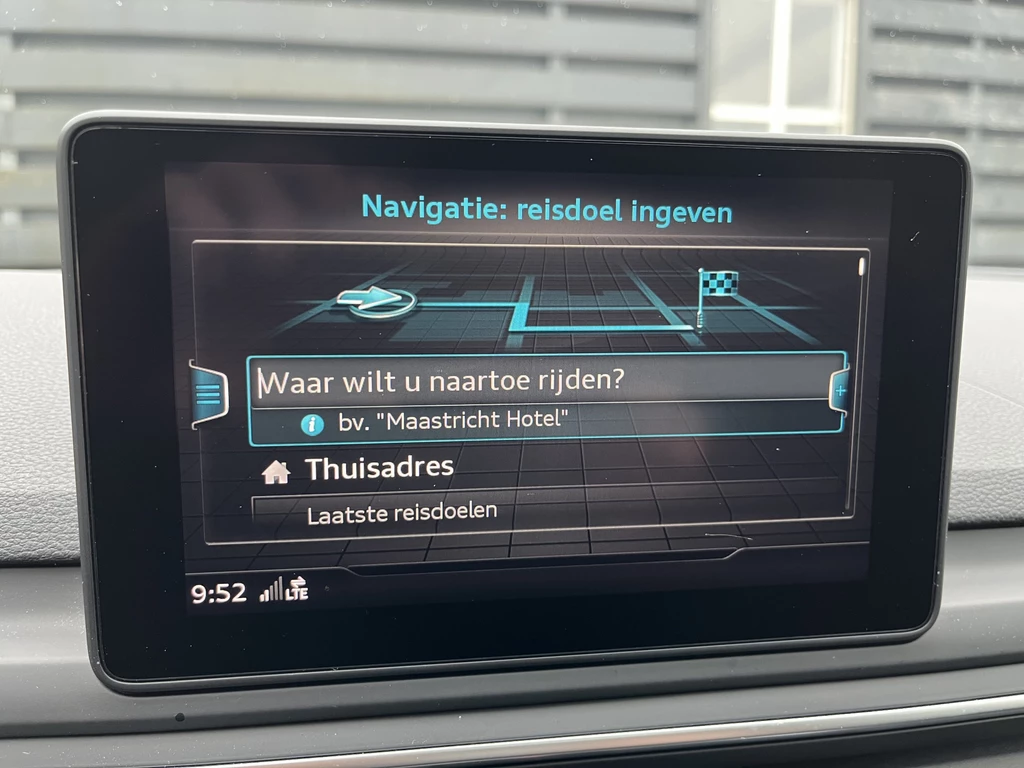 Navigatie: reisdoel ingeven
Waar wilt u naartoe rijden?
bv. "Maastricht Hotel"
Thuisadres
Laatste reisdoelen
9:52 LTE